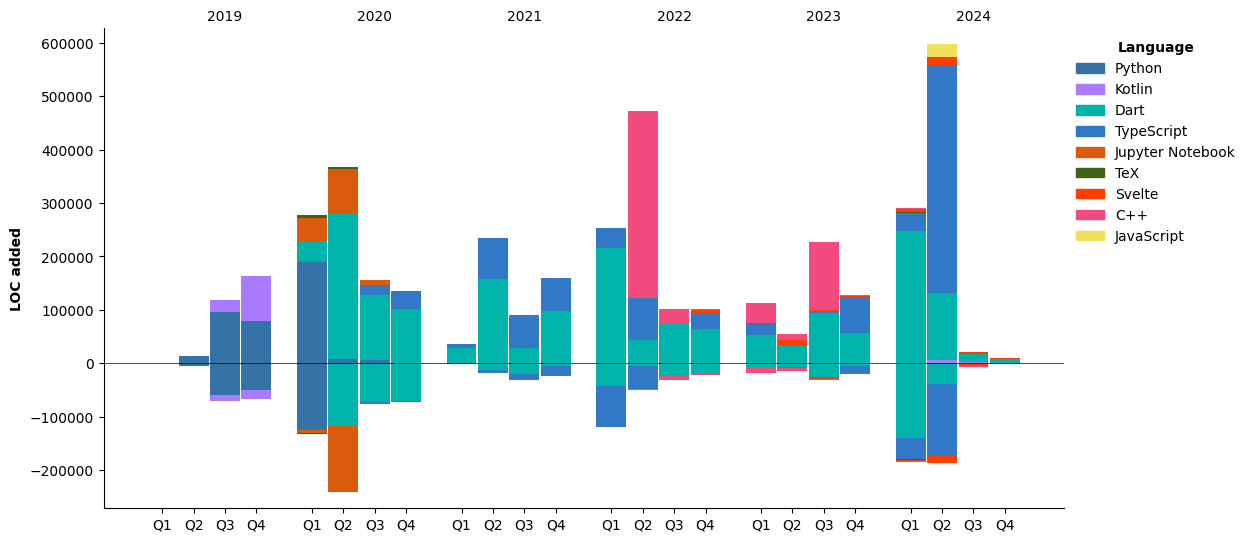 2019 2020 2021 2022 2023 2024
600000
500000
400000
300000
200000
100000
0
−100000
−200000
LOC added
Q1 Q2 Q3 Q4 Q1 Q2 Q3 Q4 Q1 Q2 Q3 Q4 Q1 Q2 Q3 Q4 Q1 Q2 Q3 Q4 Q1 Q2 Q3 Q4
Language
Python
Kotlin
Dart
TypeScript
Jupyter Notebook
TeX
Svelte
C++
JavaScript